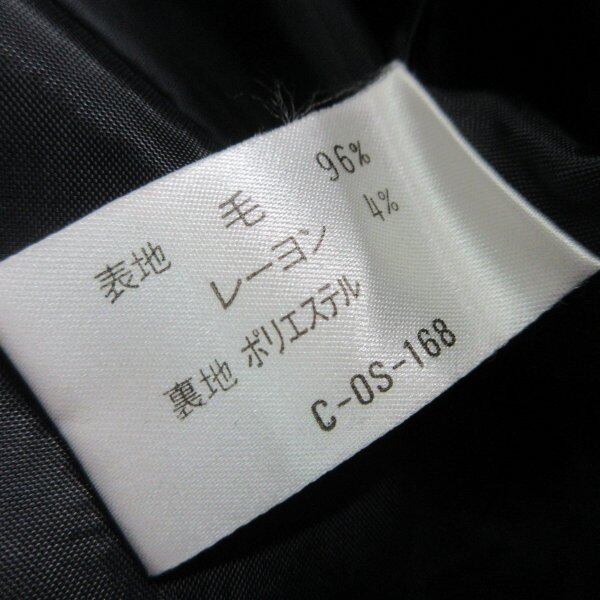 表地 毛 96%
レーヨン 4%
裏地 ポリエステル
C-OS-168